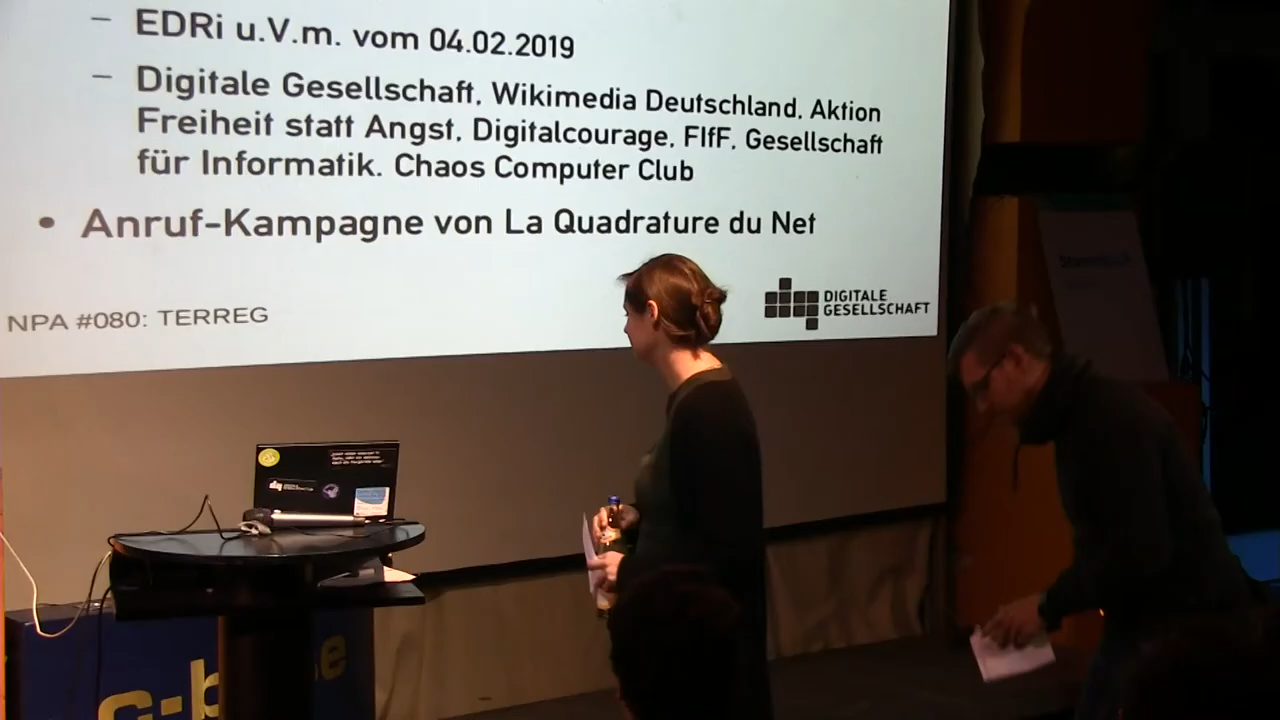 – EDRi u.V.m. vom 04.02.2019
– Digitale Gesellschaft, Wikimedia Deutschland, Aktion
Freiheit statt Angst, Digitalcourage, FIfF, Gesellschaft
für Informatik, Chaos Computer Club
• Anruf-Kampagne von La Quadrature du Net
DIGITALE
GESELLSCHAFT
NPA #080: TERREG
c-b se